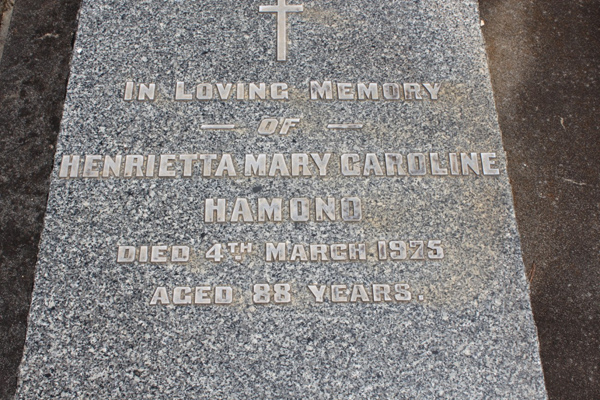 IN LOVING MEMORY
— OF —
HENRIETTA MARY CAROLINE
HAMOND
DIED 4TH MARCH 1975
AGED 88 YEARS.